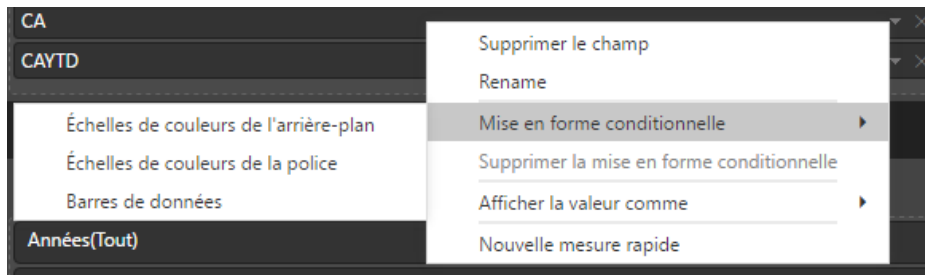 CA
CAYTD
Supprimer le champ
Rename
Mise en forme conditionnelle
Supprimer la mise en forme conditionnelle
Afficher la valeur comme
Nouvelle mesure rapide
Échelles de couleurs de l'arrière-plan
Échelles de couleurs de la police
Barres de données
Années(Tout)